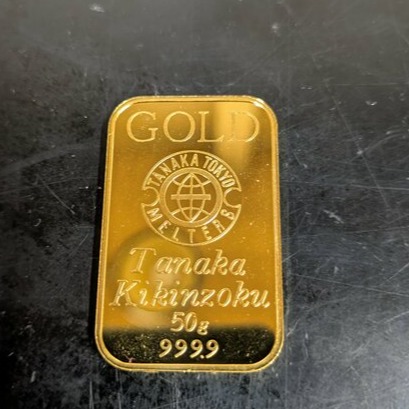 GOLD
TANAKA TOKYO
MELTERS
Tanaka
Kikinzoku
50g
999.9